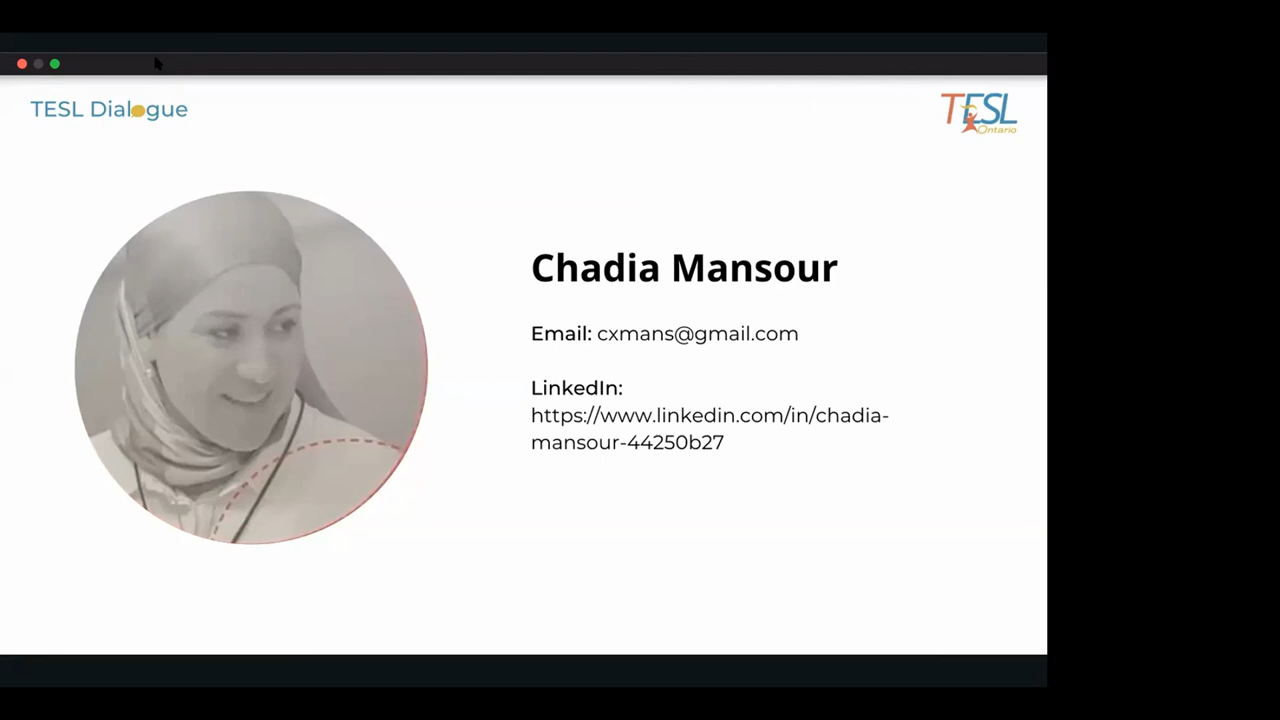 TESL Dialogue
TESL
Ontario
Chadia Mansour
Email: cxmans@gmail.com
LinkedIn:
https://www.linkedin.com/in/chadia-
mansour-44250b27